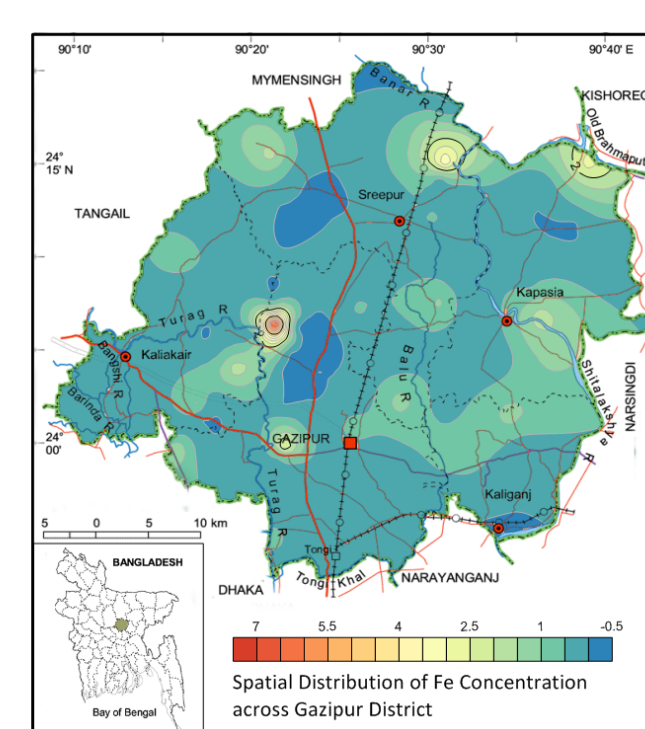 90°10' 90°20' 90°30' 90°40' E
MYMENSINGH
Banar R
KISHOREG
Old Brahmaput
24°
15' N
2
Sreepur
TANGAIL
Kapasia
Turag R
Kaliakair
Bangshi R
Balu R
Shitalakshya R
NARSINGDI
Barinda R
24°
00'
GAZIPUR
Turag R
Kaliganj
5 0 5 10 km
Tongi
BANGLADESH
DHAKA
Tongi Khal
NARAYANGANJ
7 5.5 4 2.5 1 -0.5
Spatial Distribution of Fe Concentration
across Gazipur District
Bay of Bengal